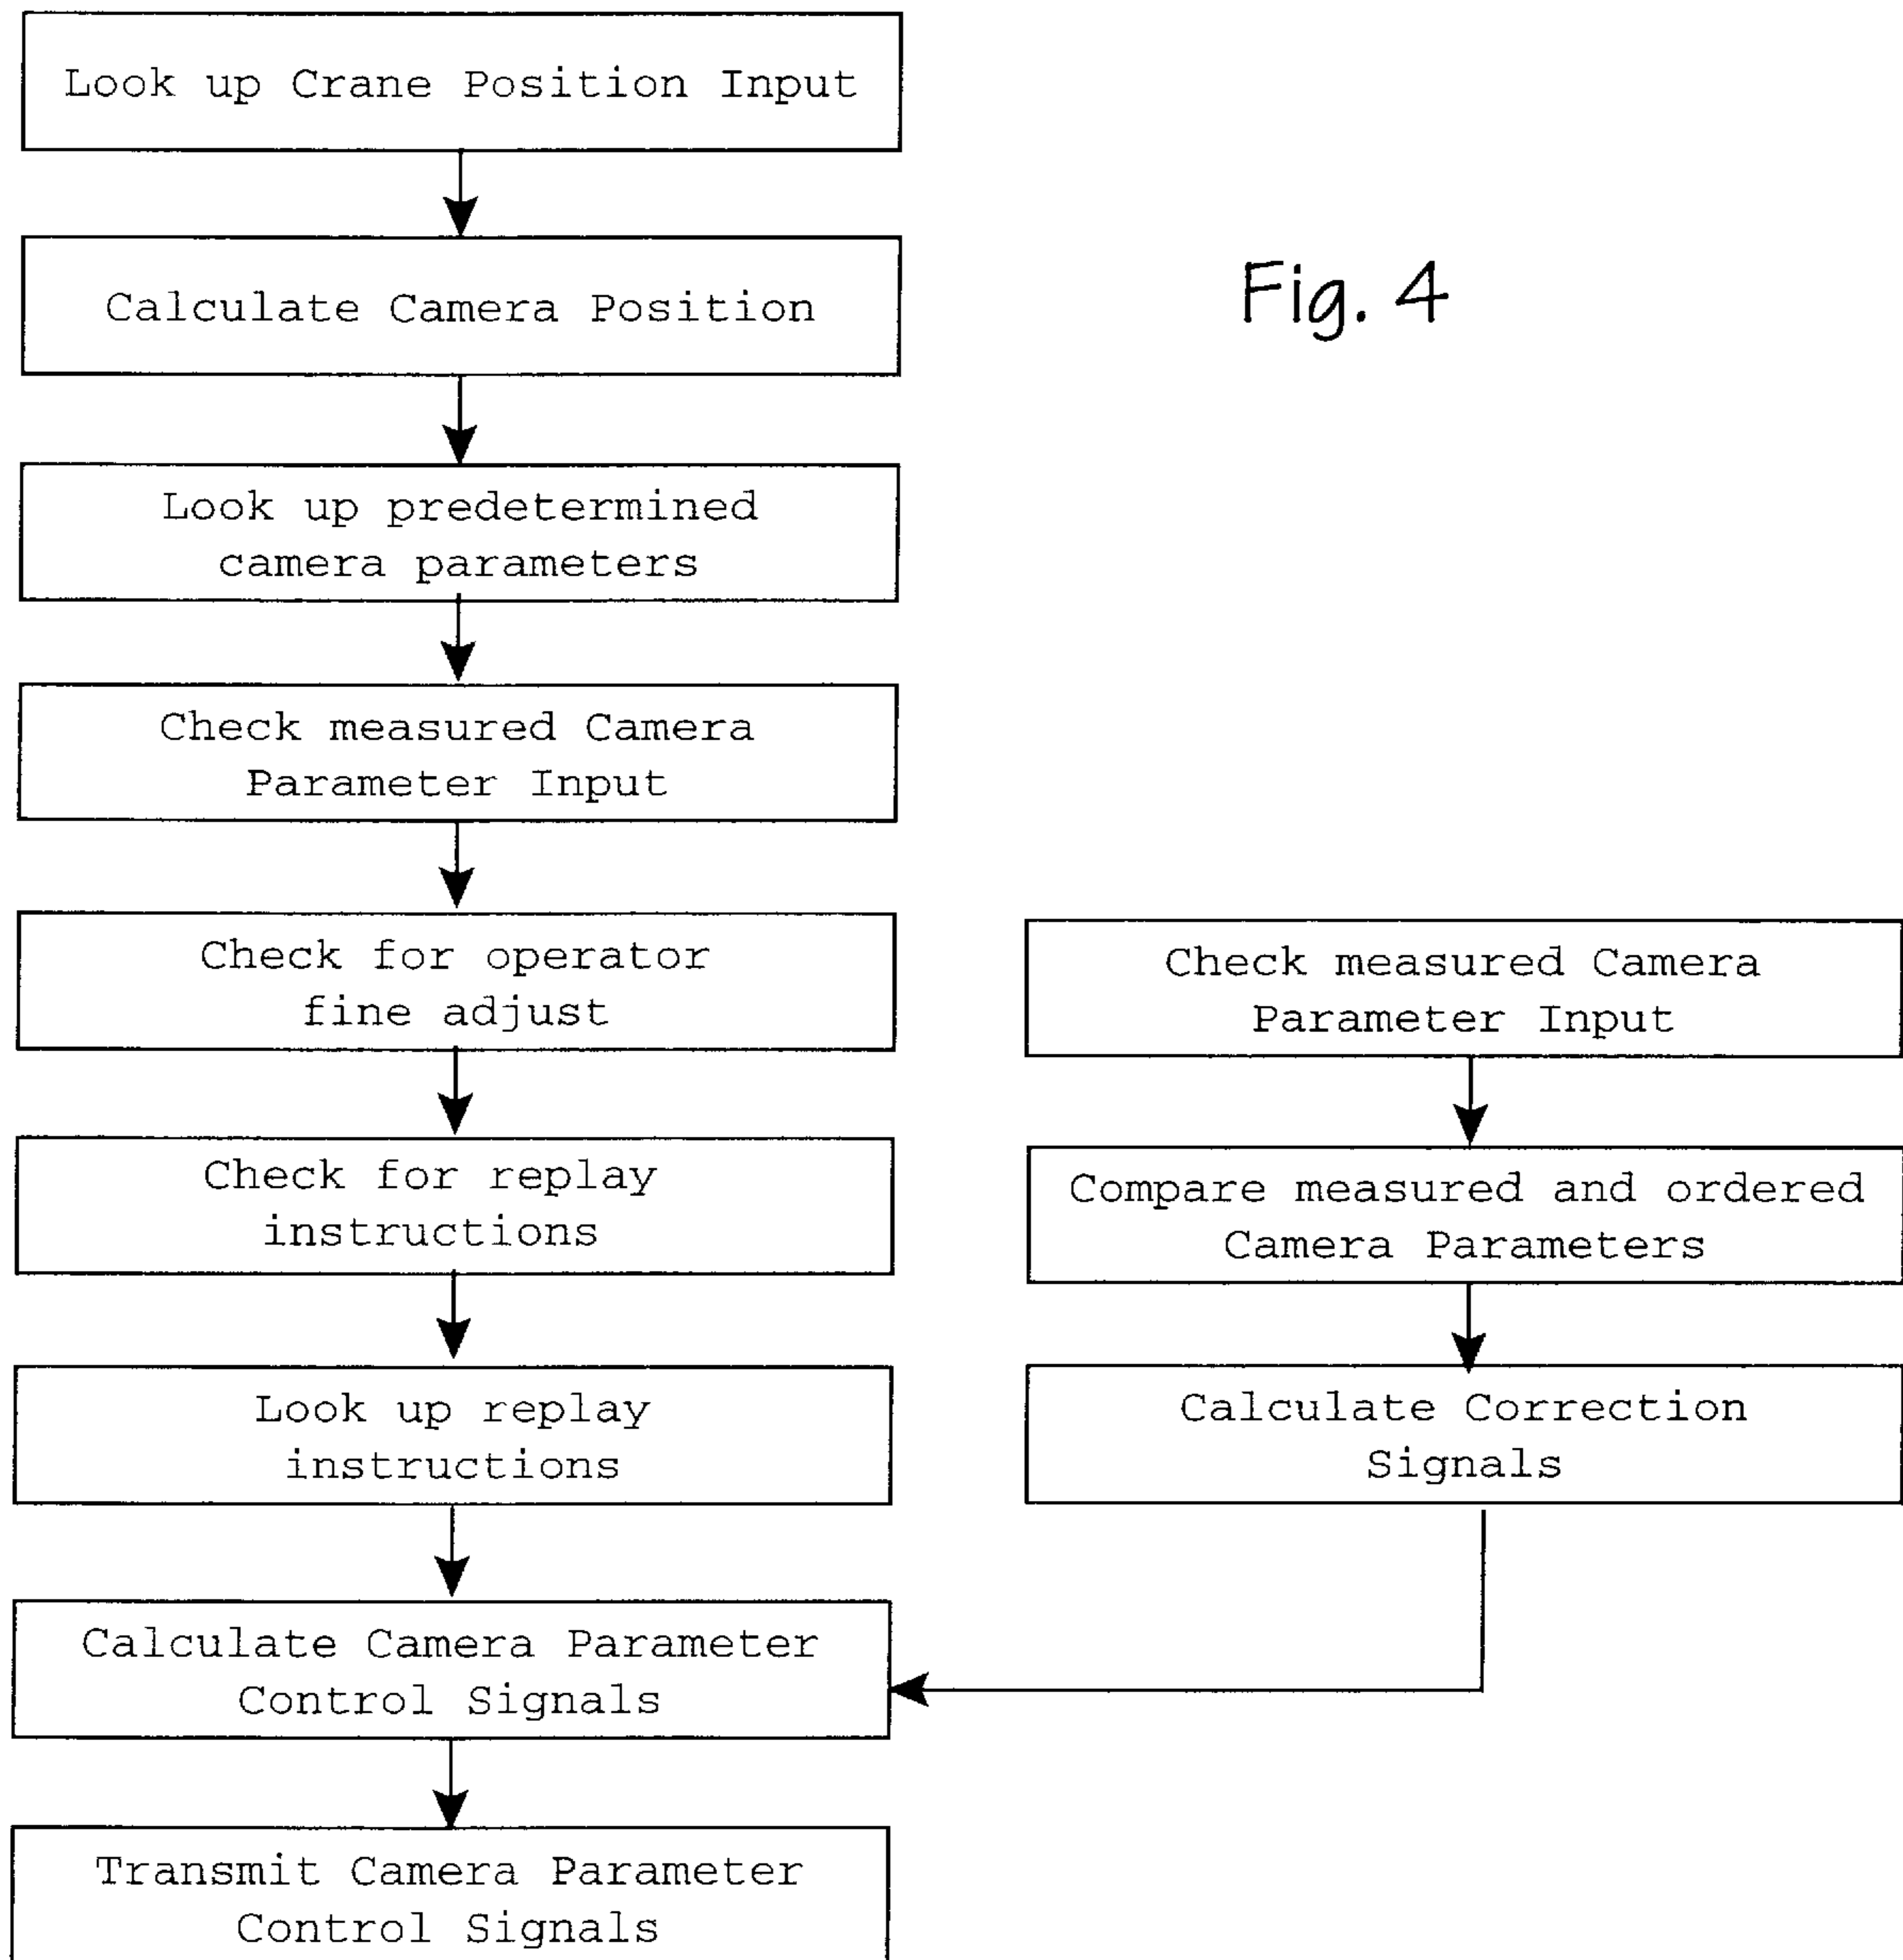 Look up Crane Position Input
Calculate Camera Position
Fig. 4
Look up predetermined
camera parameters
Check measured Camera
Parameter Input
Check for operator
fine adjust
Check for replay
instructions
Look up replay
instructions
Check measured Camera
Parameter Input
Compare measured and ordered
Camera Parameters
Calculate Correction
Signals
Calculate Camera Parameter
Control Signals
Transmit Camera Parameter
Control Signals